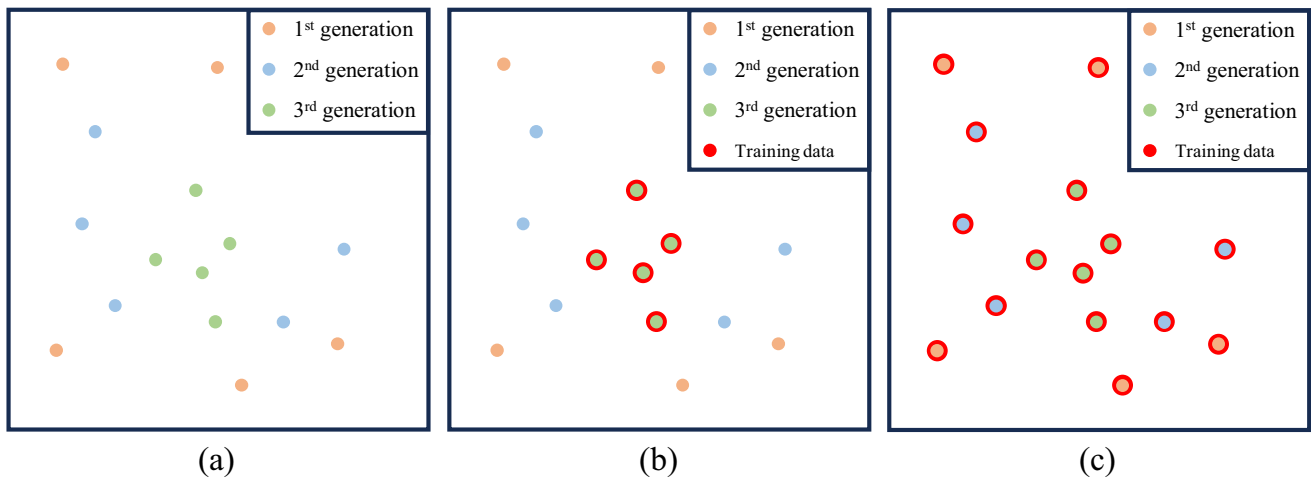 1st generation
2nd generation
3rd generation
(a)
1st generation
2nd generation
3rd generation
Training data
(b)
1st generation
2nd generation
3rd generation
Training data
(c)